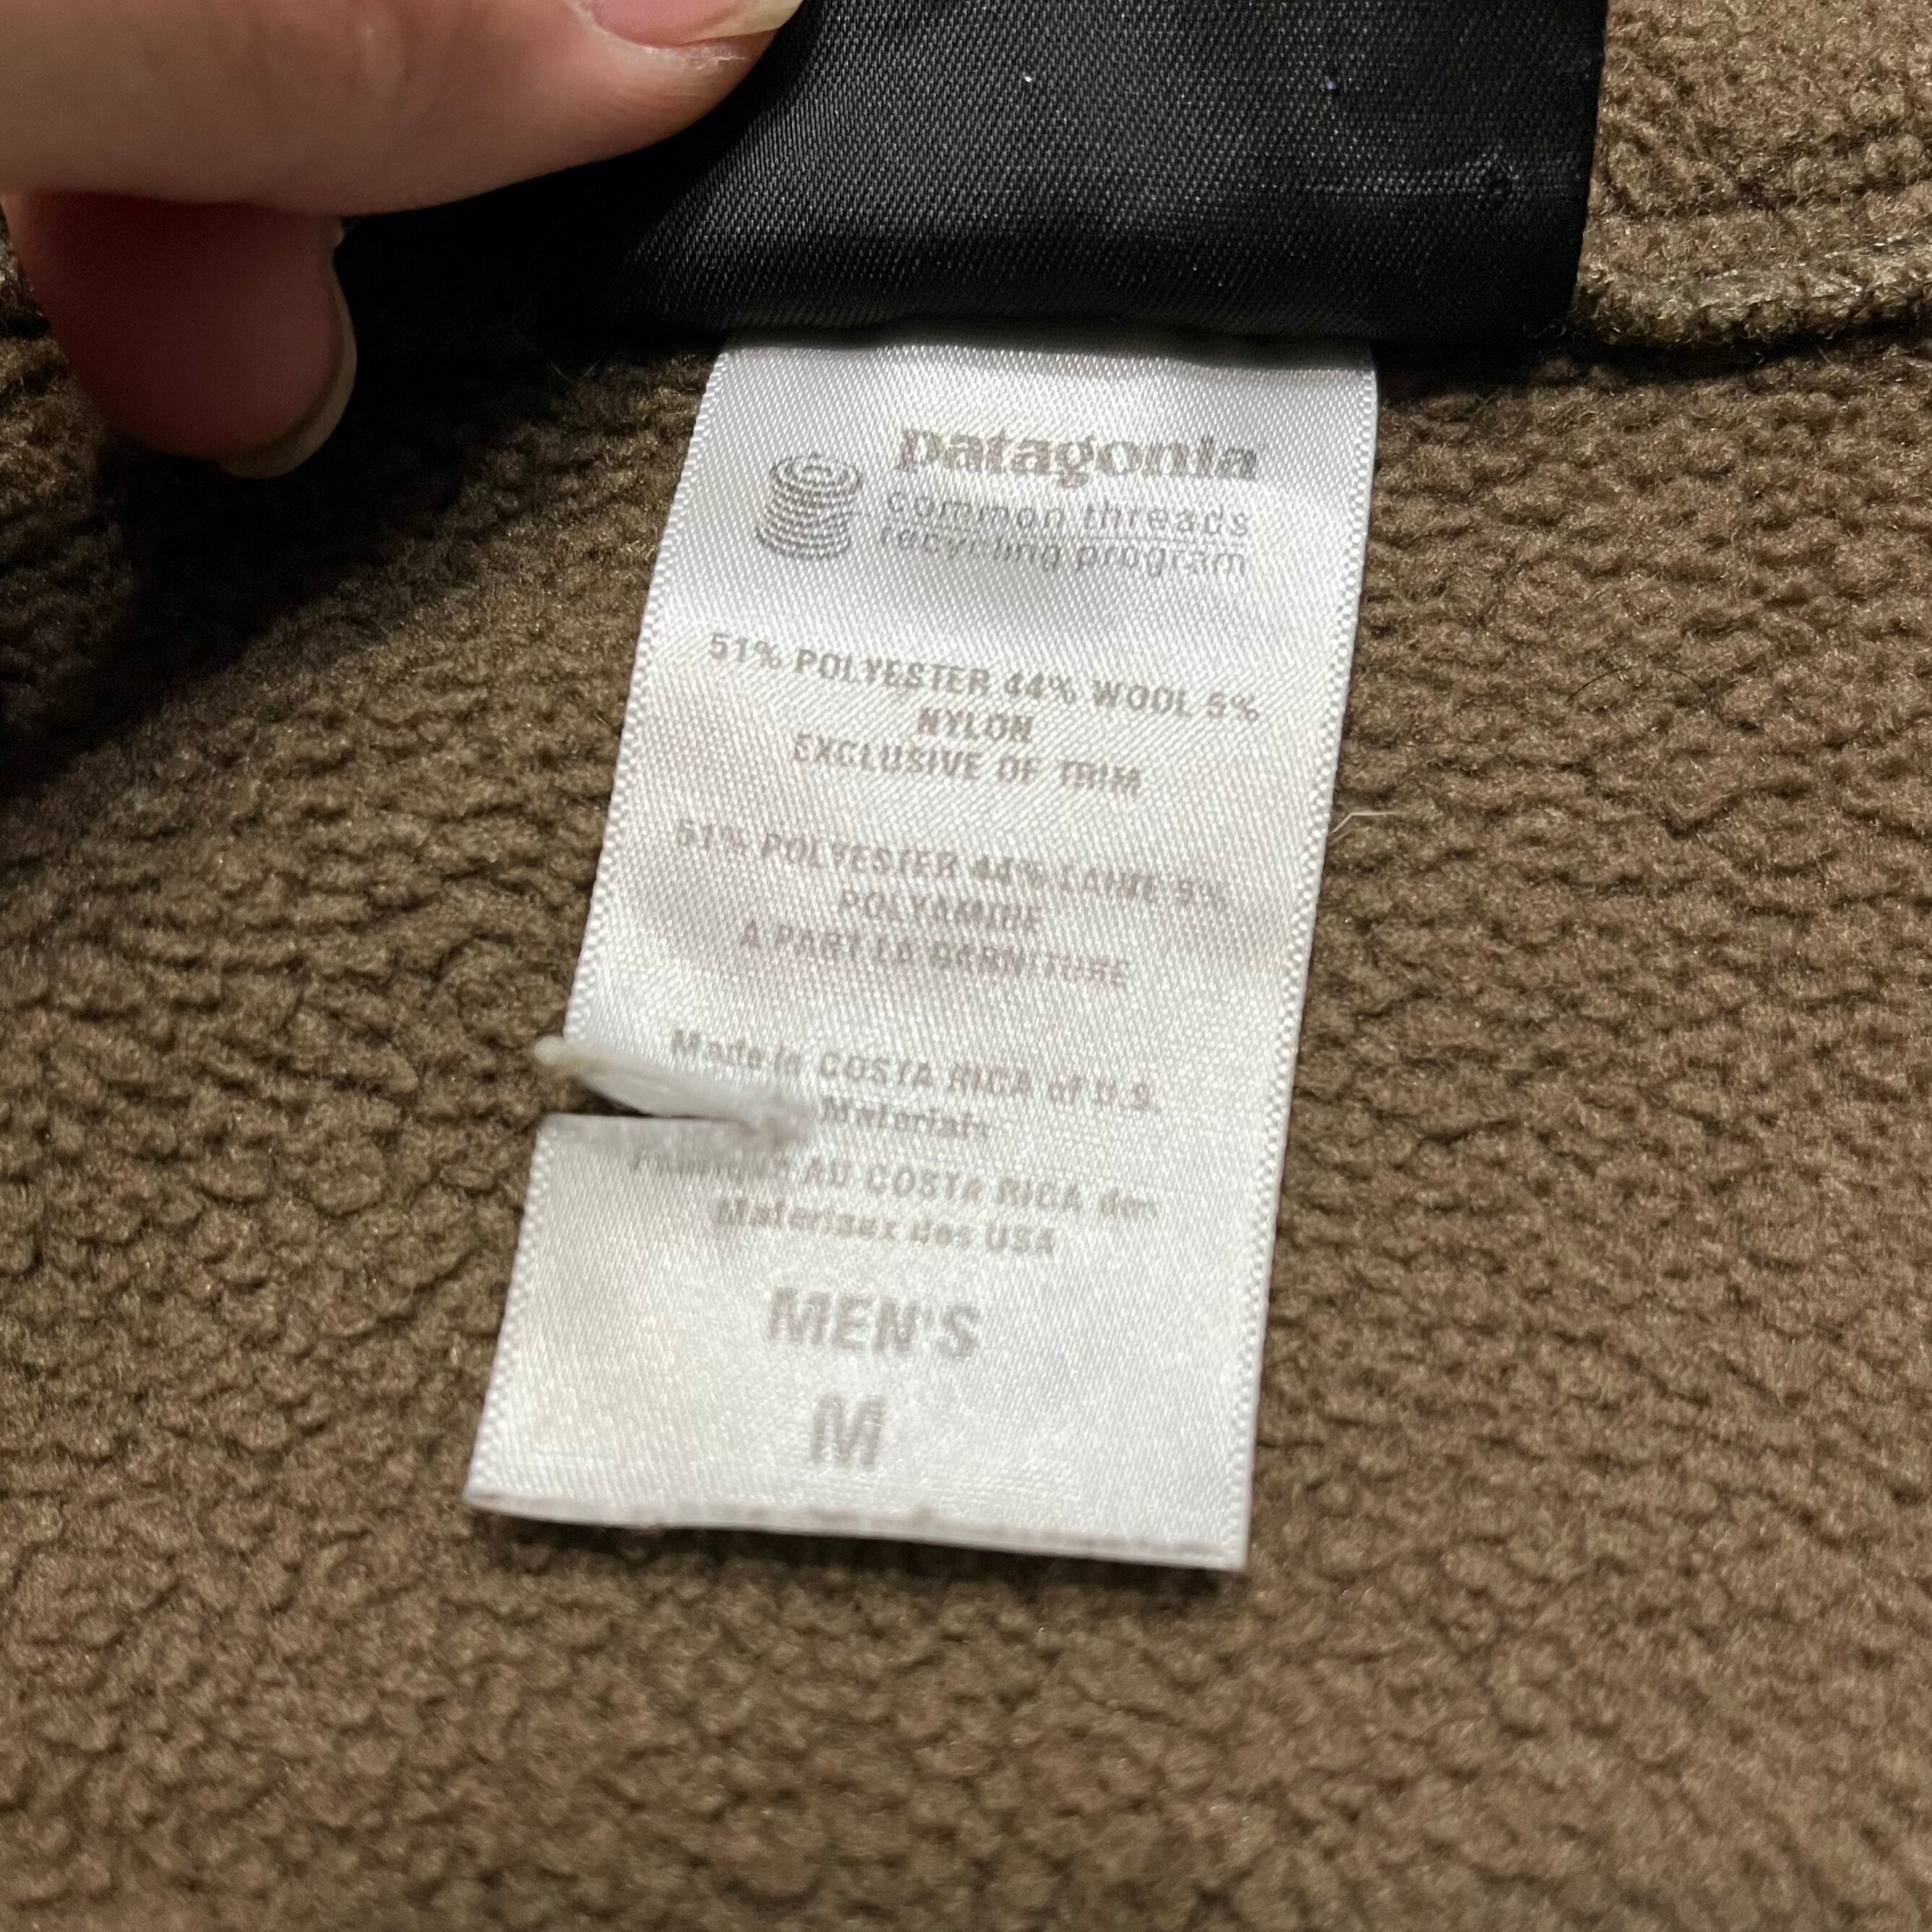 patagonia
common threads
recycling program
51% POLYESTER 44% WOOL 5%
NYLON
EXCLUSIVE OF TRIM
51% POLYESTER 44% LAINE 5%
POLYAMIDE
A PART LA GARNITURE
Made in COSTA RICA of U.S.
Materials
FABRIQUE AU COSTA RICA des
Materiaux des USA
MEN'S
M